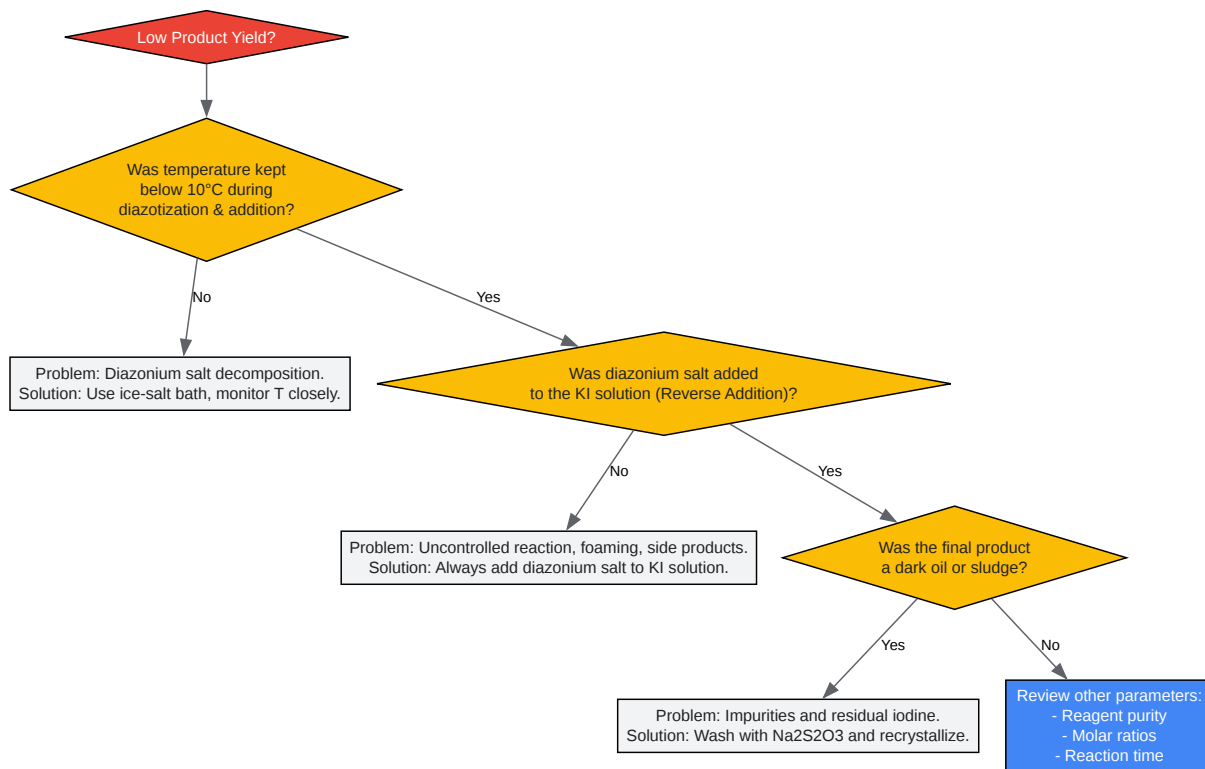 Low Product Yield?
Was temperature kept
below 10°C during
diazotization & addition?
No
Yes
Problem: Diazonium salt decomposition.
Solution: Use ice-salt bath, monitor T closely.
Was diazonium salt added
to the KI solution (Reverse Addition)?
No
Yes
Problem: Uncontrolled reaction, foaming, side products.
Solution: Always add diazonium salt to KI solution.
Was the final product
a dark oil or sludge?
Yes
No
Problem: Impurities and residual iodine.
Solution: Wash with Na2S2O3 and recrystallize.
Review other parameters:
- Reagent purity
- Molar ratios
- Reaction time